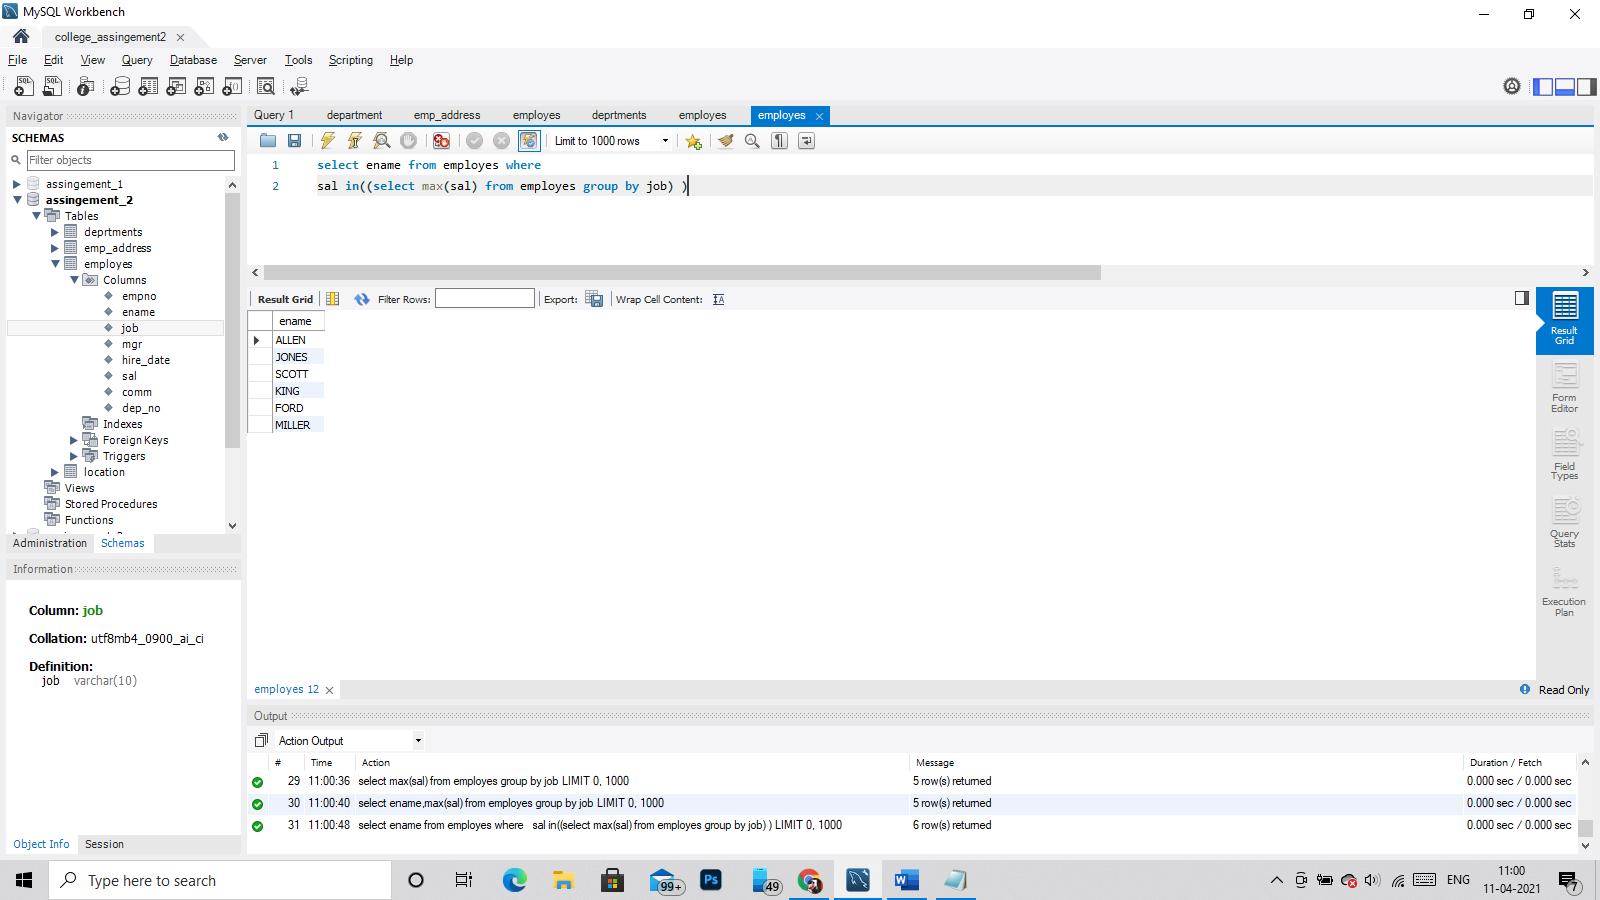 MySQL Workbench
college_assingement2
File Edit View Query Database Server Tools Scripting Help
Navigator
SCHEMAS
Filter objects
assingement_1
assingement_2
Tables
deprtments
emp_address
employes
Columns
empno
ename
job
mgr
hire_date
sal
comm
dep_no
Indexes
Foreign Keys
Triggers
location
Views
Stored Procedures
Functions
Administration Schemas
Information
Column: job
Collation: utf8mb4_0900_ai_ci
Definition:
job varchar(10)
Object Info Session
Query 1 department emp_address employes deprtments employes employes
Limit to 1000 rows
1 select ename from employes where
2 sal in((select max(sal) from employes group by job) )
Result Grid Filter Rows: Export: Wrap Cell Content:
ename
ALLEN
JONES
SCOTT
KING
FORD
MILLER
Result
Grid
Form
Editor
Field
Types
Query
Stats
Execution
Plan
employes 12 Read Only
Output
Action Output
# Time Action Message Duration / Fetch
29 11:00:36 select max(sal) from employes group by job LIMIT 0, 1000 5 row(s) returned 0.000 sec / 0.000 sec
30 11:00:40 select ename,max(sal) from employes group by job LIMIT 0, 1000 5 row(s) returned 0.000 sec / 0.000 sec
31 11:00:48 select ename from employes where sal in((select max(sal) from employes group by job) ) LIMIT 0, 1000 6 row(s) returned 0.000 sec / 0.000 sec
Type here to search
99+
Ps
49
ENG
11:00
11-04-2021
7